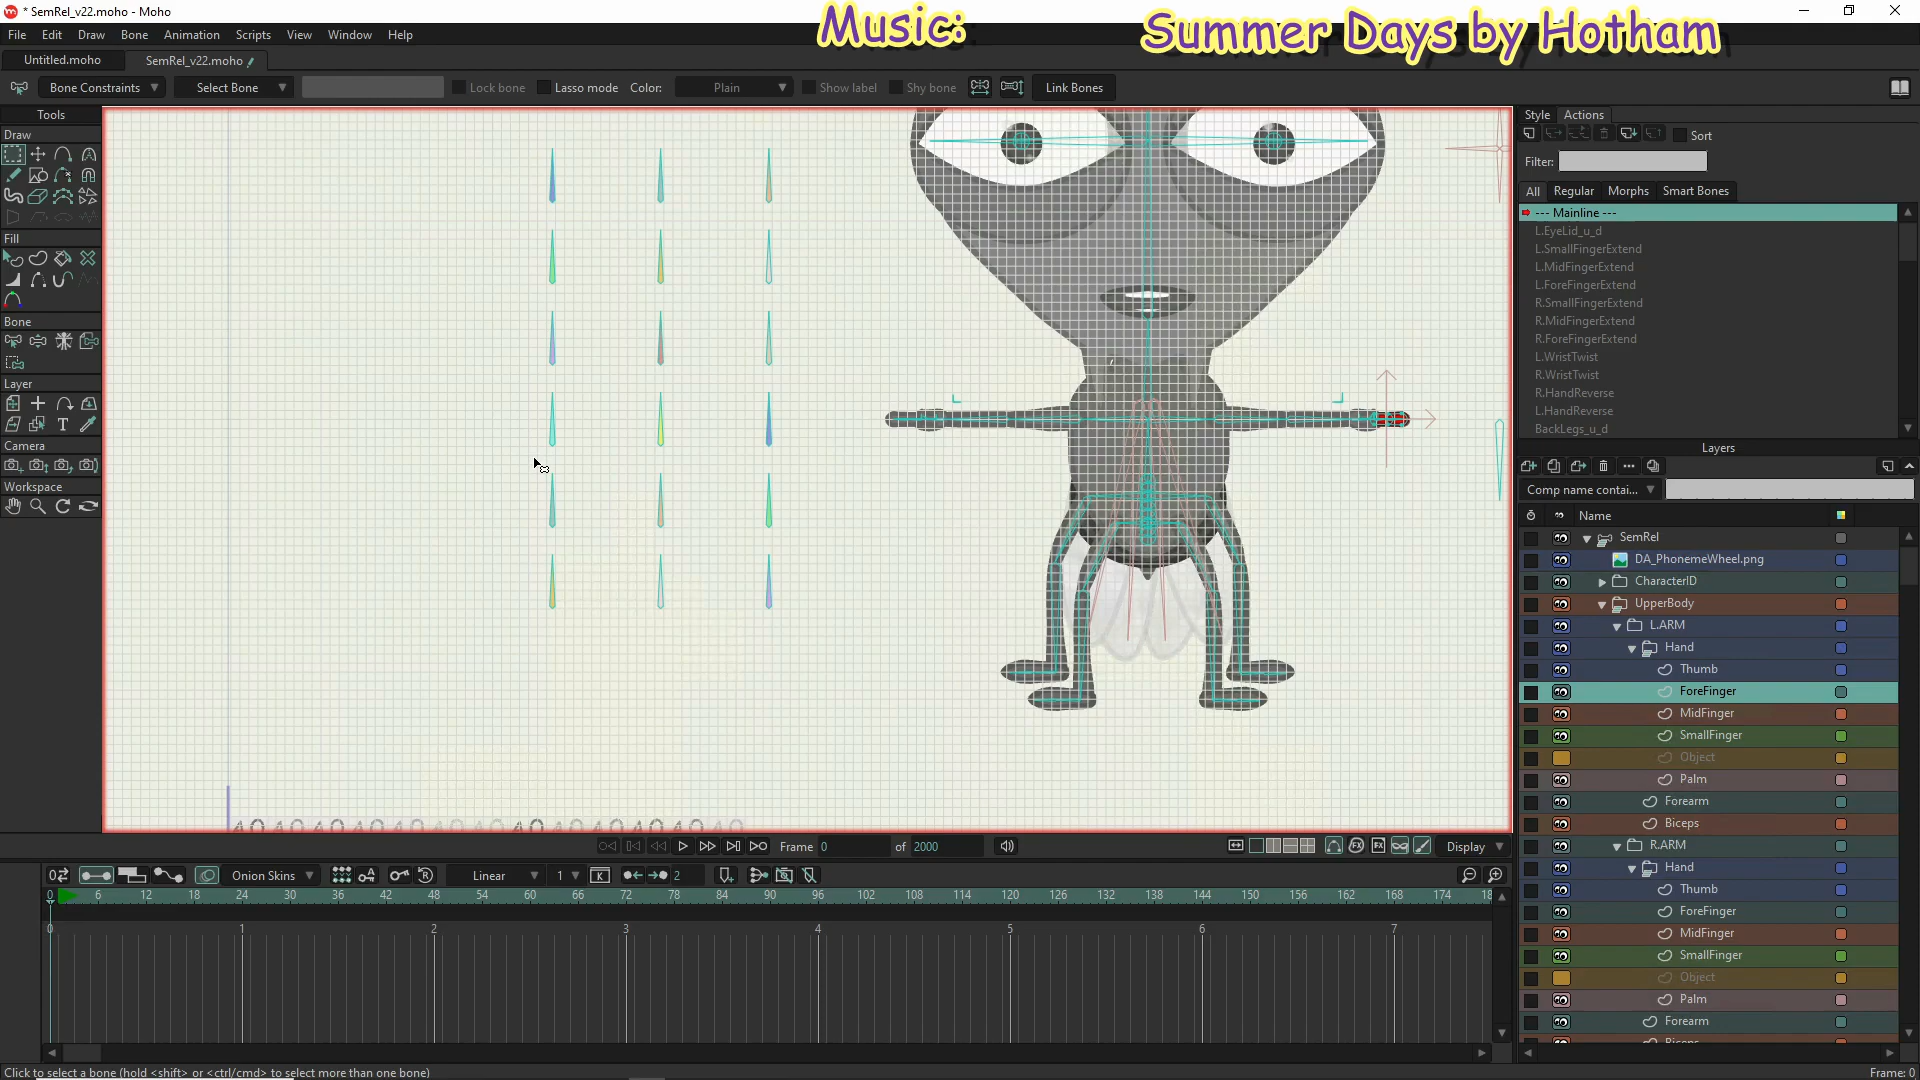 * SemRel_v22.moho - Moho
Music: Summer Days by Hotham
File Edit Draw Bone Animation Scripts View Window Help
Untitled.moho SemRel_v22.moho
Bone Constraints Select Bone Lock bone Lasso mode Color: Plain Show label Shy bone Link Bones
Tools
Draw
Fill
Bone
Layer
Camera
Workspace
Style Actions
Sort
Filter:
All Regular Morphs Smart Bones
--- Mainline ---
L.EyeLid_u_d
L.SmallFingerExtend
L.MidFingerExtend
L.ForeFingerExtend
R.SmallFingerExtend
R.MidFingerExtend
R.ForeFingerExtend
L.WristTwist
R.WristTwist
R.HandReverse
L.HandReverse
BackLegs_u_d
Layers
Comp name contai...
Name
SemRel
DA_PhonemeWheel.png
CharacterID
UpperBody
L.ARM
Hand
Thumb
ForeFinger
MidFinger
SmallFinger
Object
Palm
Forearm
Biceps
R.ARM
Hand
Thumb
ForeFinger
MidFinger
SmallFinger
Object
Palm
Forearm
Frame 0 of 2000 Display
Onion Skins Linear 1 2
0 6 12 18 24 30 36 42 48 54 60 66 72 78 84 90 96 102 108 114 120 126 132 138 144 150 156 162 168 174 18
0 1 2 3 4 5 6 7
Click to select a bone (hold <shift> or <ctrl/cmd> to select more than one bone) Frame: 0